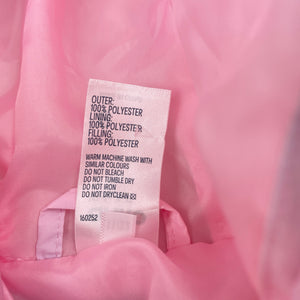 OUTER:
100% POLYESTER
LINING:
100% POLYESTER
FILLING:
100% POLYESTER
WARM MACHINE WASH WITH
SIMILAR COLOURS
DO NOT BLEACH
DO NOT TUMBLE DRY
DO NOT IRON
DO NOT DRYCLEAN
160252